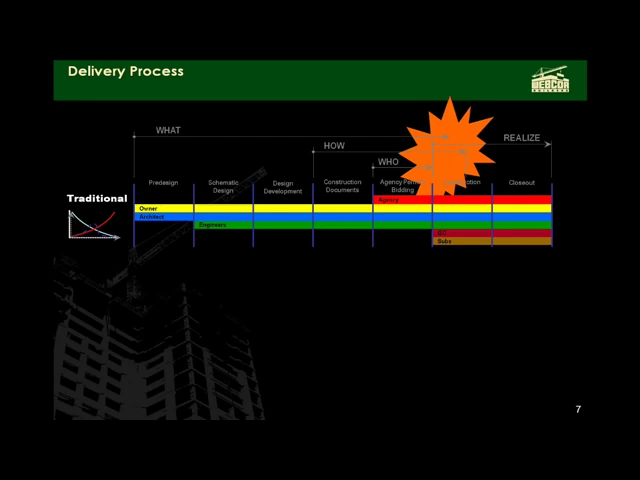 Delivery Process
WEBCOR
BUILDERS
WHAT
REALIZE
HOW
WHO
Predesign
Schematic
Design
Design
Development
Construction
Documents
Agency
Bidding
Closeout
Traditional
Agency
Owner
Architect
Engineers
GC
Subs
7